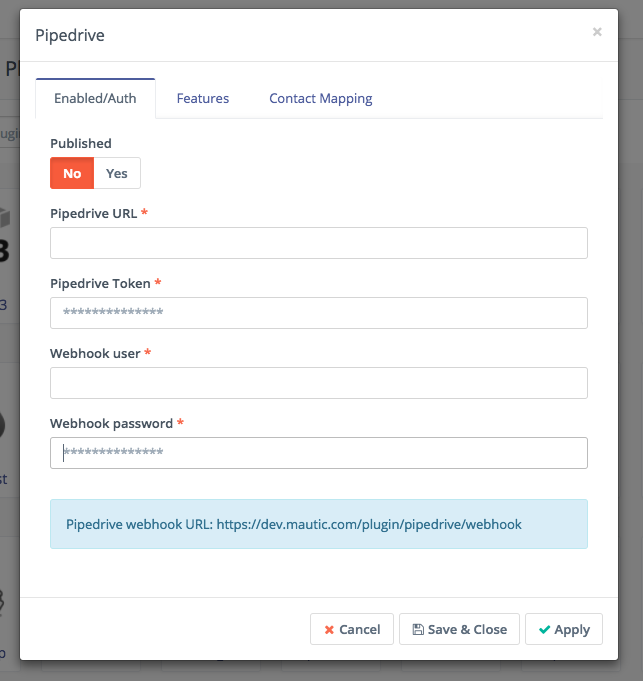 Pipedrive
×
Enabled/Auth Features Contact Mapping
Published
No Yes
Pipedrive URL *
Pipedrive Token *
**************
Webhook user *
Webhook password *
**************
Pipedrive webhook URL: https://dev.mautic.com/plugin/pipedrive/webhook
Cancel Save & Close Apply